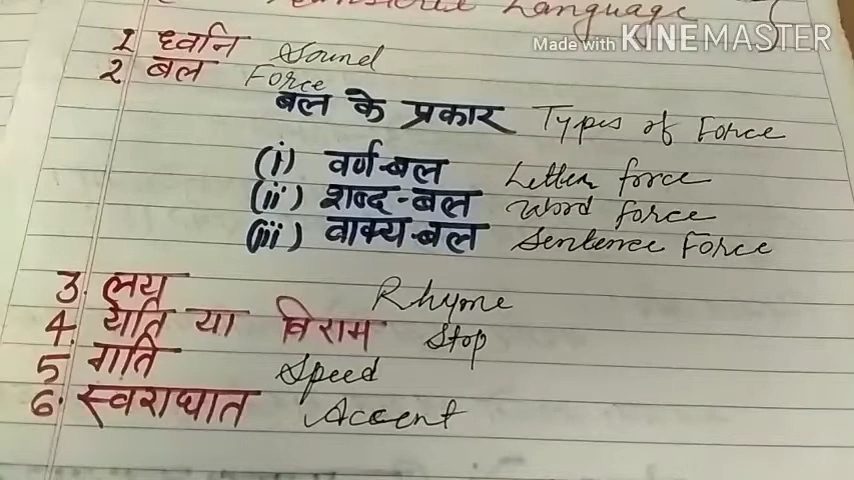 Language
Made with KINEMASTER
1 ध्वनि Sound
2 बल Force
बल के प्रकार Types of Force
(i) वर्ण-बल Letter force
(ii) शब्द-बल Word Force
(iii) वाक्य-बल Sentence Force
3. लय Rhyme
4. यति या विराम Stop
5 गति Speed
6. स्वराघात Accent